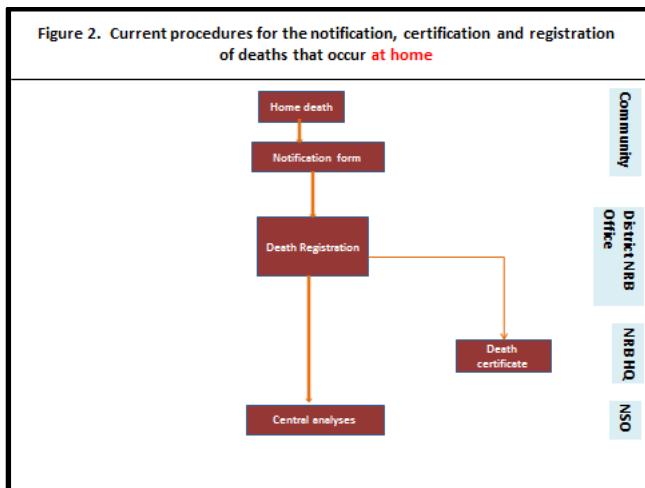 Figure 2. Current procedures for the notification, certification and registration
of deaths that occur at home
Home death
Community
Notification form
Death Registration
District NRB
Office
Death
certificate
NRB HQ
Central analyses
NSO